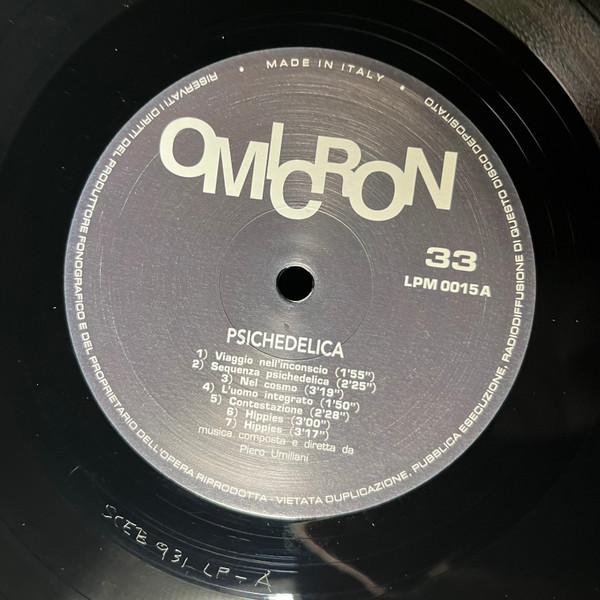 MADE IN ITALY
RISERVATI I DIRITTI DEL PRODUTTORE FONOGRAFICO E DEL PROPRIETARIO DELL'OPERA RIPRODOTTA - VIETATA DUPLICAZIONE, PUBBLICA ESECUZIONE, RADIODIFFUSIONE DI QUESTO DISCO DEPOSITATO
OMICRON
33
LPM 0015 A
PSICHEDELICA
1) Viaggio nell'inconscio (1'55")
2) Sequenza psichedelica (2'25")
3) Nel cosmo (3'19")
4) L'uomo integrato (1'50")
5) Contestazione (2'28")
6) Hippies (3'00")
7) Hippies (3'17")
musica composta e diretta da
Piero Umiliani
SCEB 931 LP - A